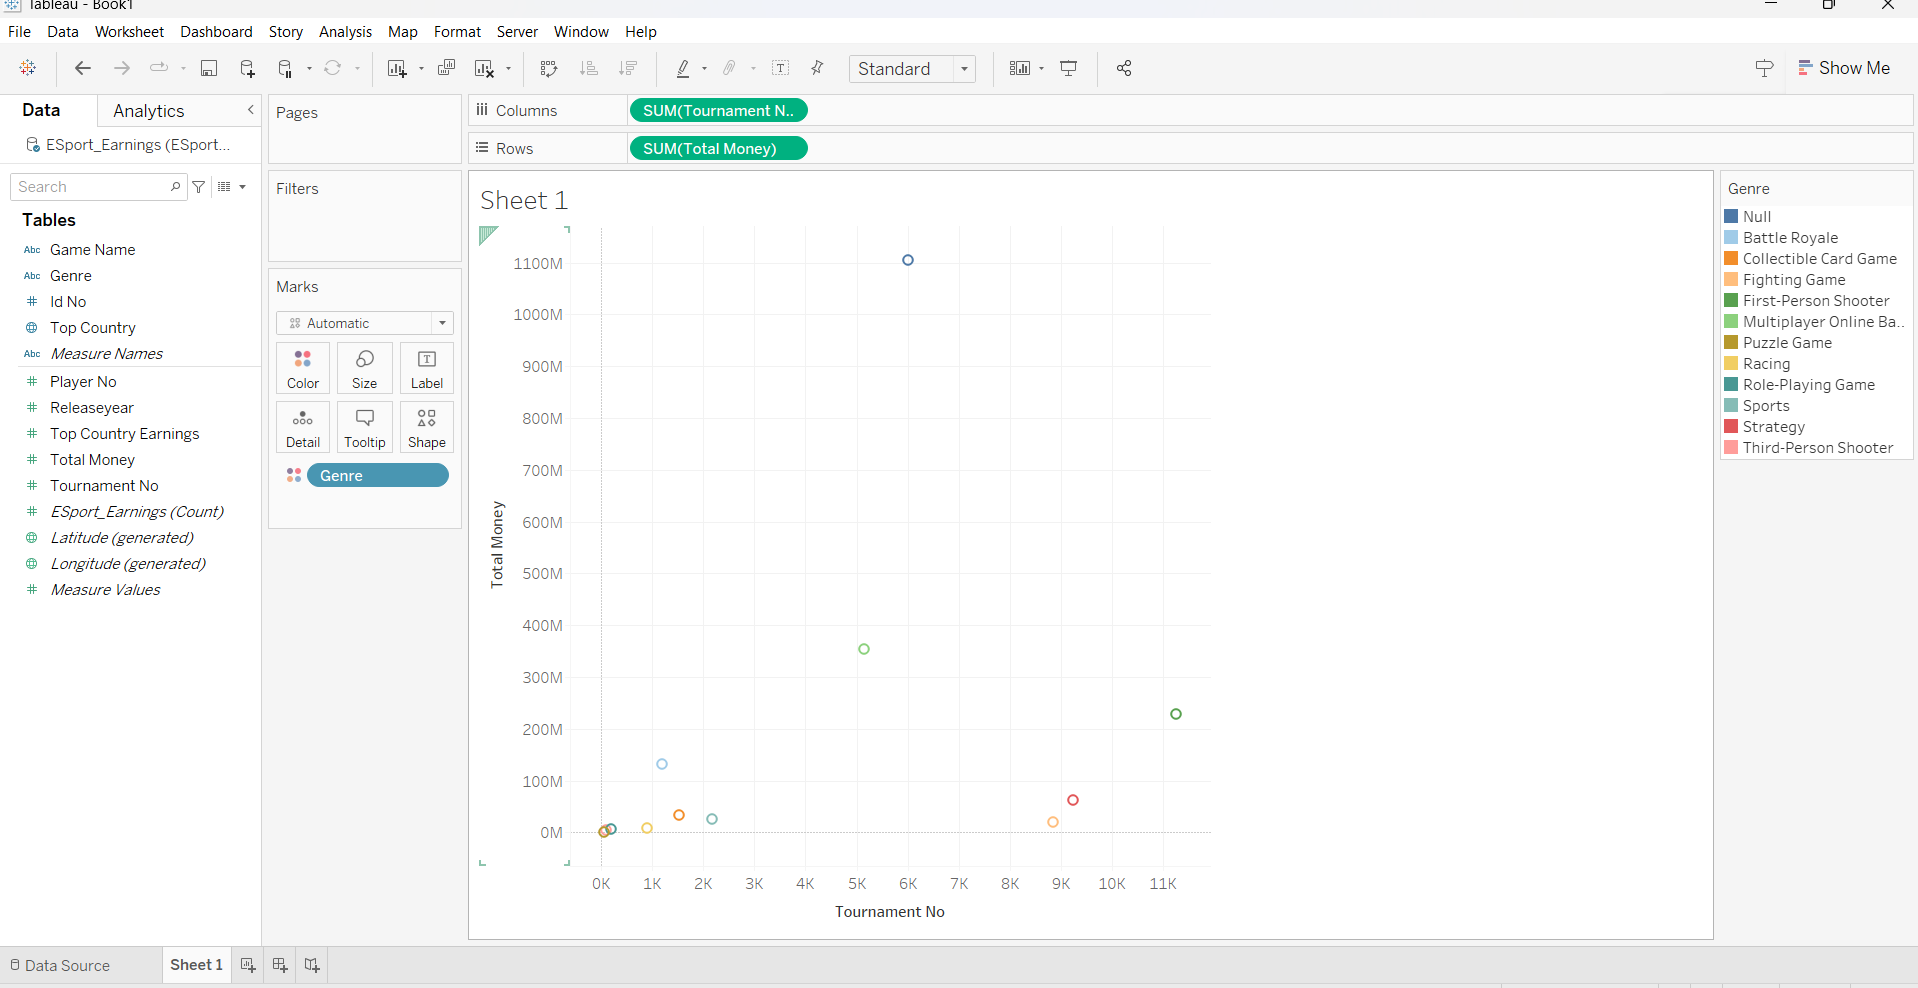 Tableau - Book1
File Data Worksheet Dashboard Story Analysis Map Format Server Window Help
Standard
Show Me
Data Analytics
ESport_Earnings (ESport...
Search
Tables
Abc Game Name
Abc Genre
# Id No
Top Country
Abc Measure Names
# Player No
# Releaseyear
# Top Country Earnings
# Total Money
# Tournament No
# ESport_Earnings (Count)
Latitude (generated)
Longitude (generated)
# Measure Values
Pages
Filters
Marks
Automatic
Color Size Label
Detail Tooltip Shape
Genre
Columns SUM(Tournament N..
Rows SUM(Total Money)
Sheet 1
1100M
1000M
900M
800M
700M
600M
500M
400M
300M
200M
100M
0M
Total Money
0K 1K 2K 3K 4K 5K 6K 7K 8K 9K 10K 11K
Tournament No
Genre
Null
Battle Royale
Collectible Card Game
Fighting Game
First-Person Shooter
Multiplayer Online Ba..
Puzzle Game
Racing
Role-Playing Game
Sports
Strategy
Third-Person Shooter
Data Source Sheet 1